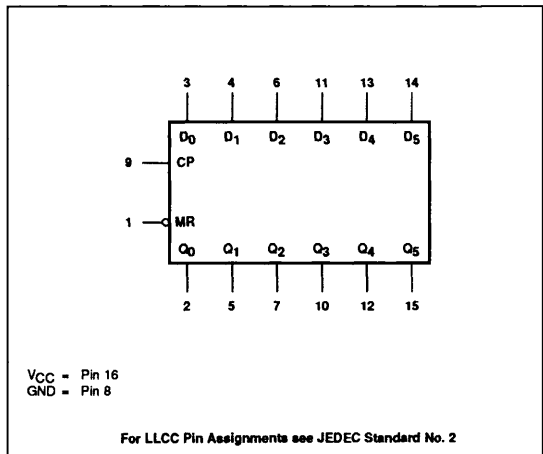 3 4 6 11 13 14
D0 D1 D2 D3 D4 D5
9 CP
1 MR
Q0 Q1 Q2 Q3 Q4 Q5
2 5 7 10 12 15
VCC = Pin 16
GND = Pin 8
For LLCC Pin Assignments see JEDEC Standard No. 2